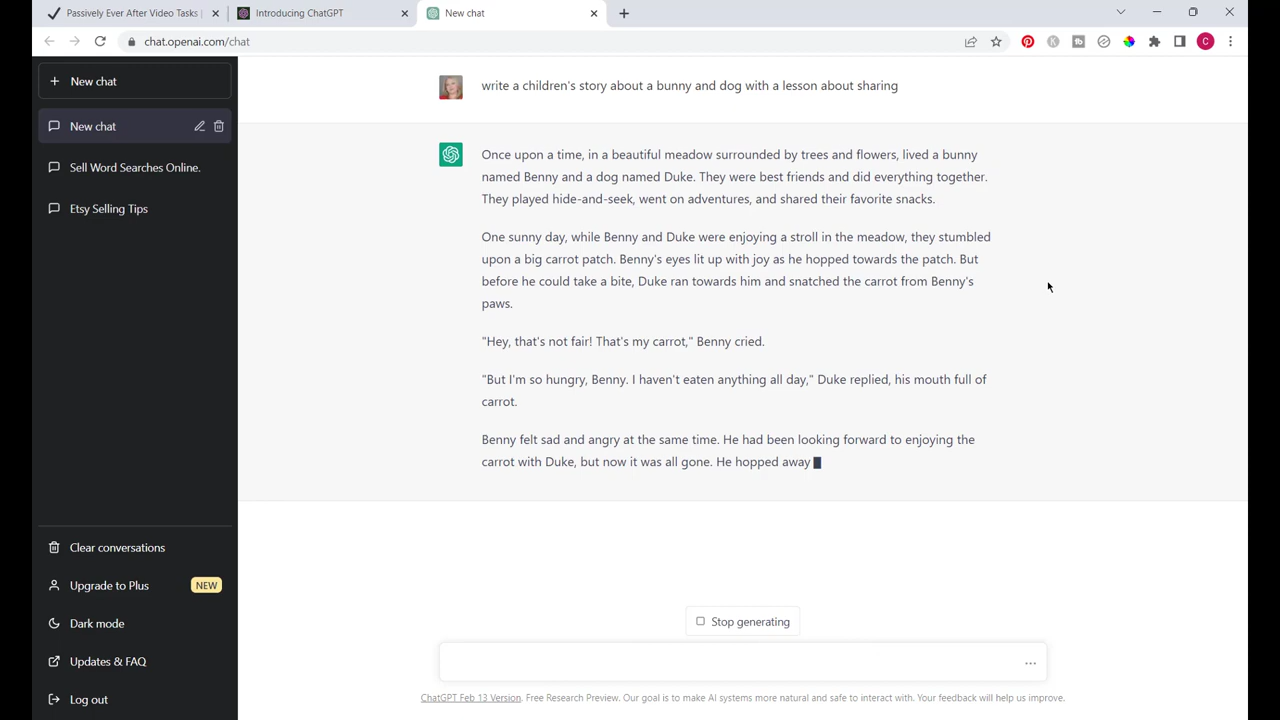 Passively Ever After Video Tasks |
Introducing ChatGPT
New chat
chat.openai.com/chat
C
New chat
New chat
Sell Word Searches Online.
Etsy Selling Tips
Clear conversations
Upgrade to Plus NEW
Dark mode
Updates & FAQ
Log out
write a children's story about a bunny and dog with a lesson about sharing
Once upon a time, in a beautiful meadow surrounded by trees and flowers, lived a bunny
named Benny and a dog named Duke. They were best friends and did everything together.
They played hide-and-seek, went on adventures, and shared their favorite snacks.
One sunny day, while Benny and Duke were enjoying a stroll in the meadow, they stumbled
upon a big carrot patch. Benny's eyes lit up with joy as he hopped towards the patch. But
before he could take a bite, Duke ran towards him and snatched the carrot from Benny's
paws.
"Hey, that's not fair! That's my carrot," Benny cried.
"But I'm so hungry, Benny. I haven't eaten anything all day," Duke replied, his mouth full of
carrot.
Benny felt sad and angry at the same time. He had been looking forward to enjoying the
carrot with Duke, but now it was all gone. He hopped away
Stop generating
ChatGPT Feb 13 Version. Free Research Preview. Our goal is to make AI systems more natural and safe to interact with. Your feedback will help us improve.